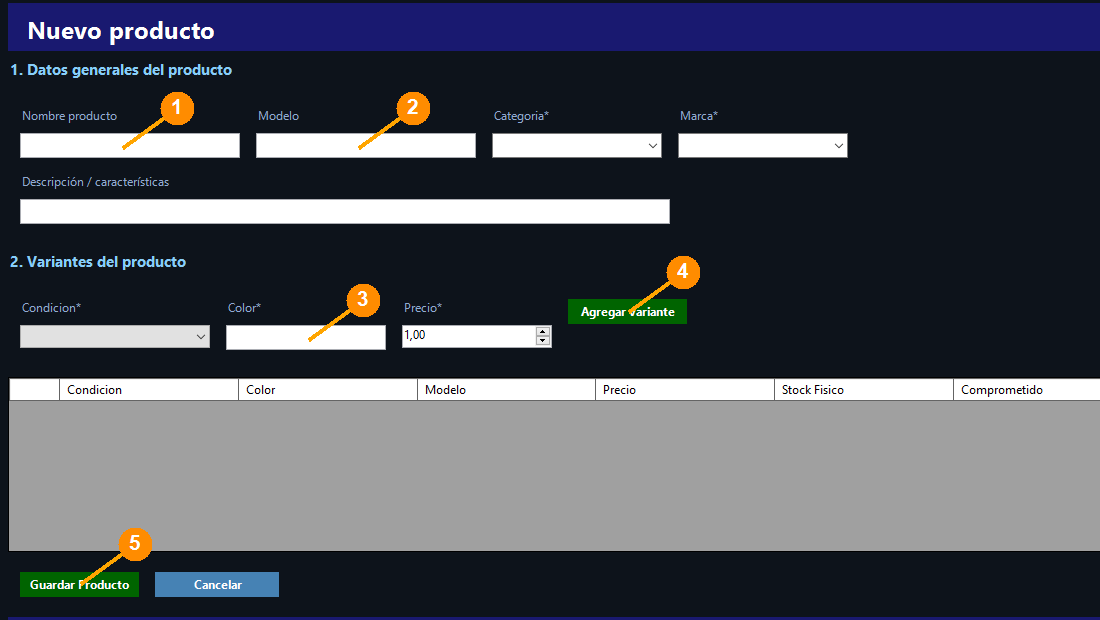 Nuevo producto
1. Datos generales del producto
1
2
Nombre producto
Modelo
Categoria*
Marca*
Descripción / características
2. Variantes del producto
3
4
Condicion*
Color*
Precio*
Agregar variante
1,00
Condicion
Color
Modelo
Precio
Stock Fisico
Comprometido
5
Guardar Producto
Cancelar